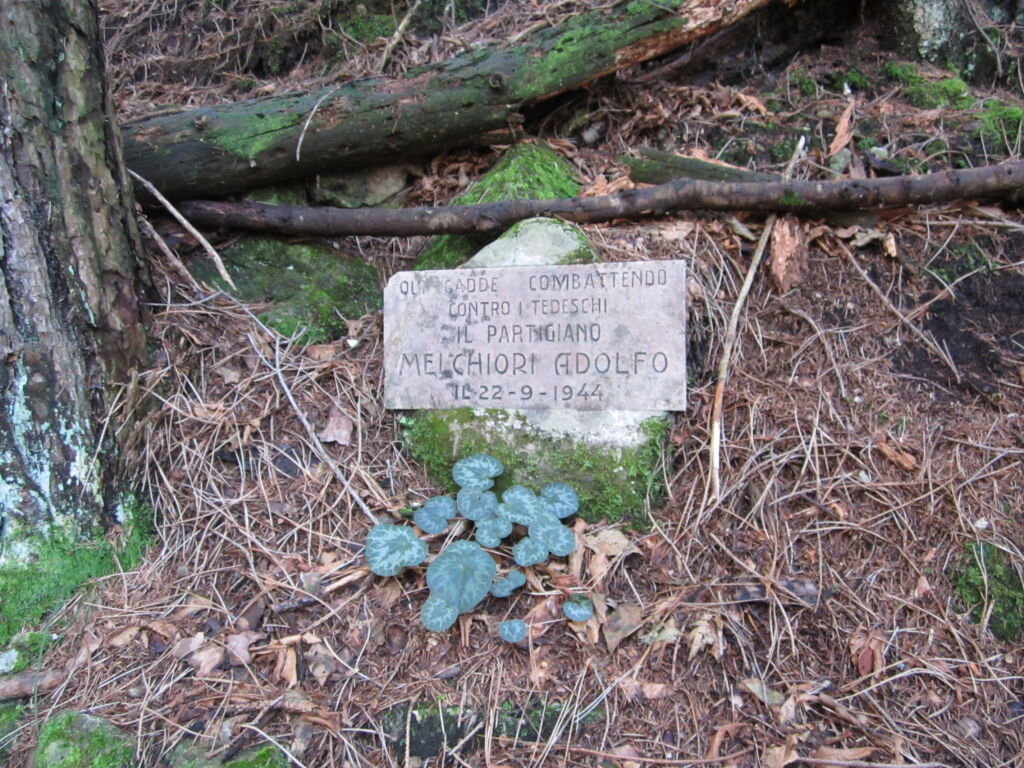 QUI CADDE COMBATTENDO
CONTRO I TEDESCHI
IL PARTIGIANO
MELCHIORI ADOLFO
IL 22-9-1944